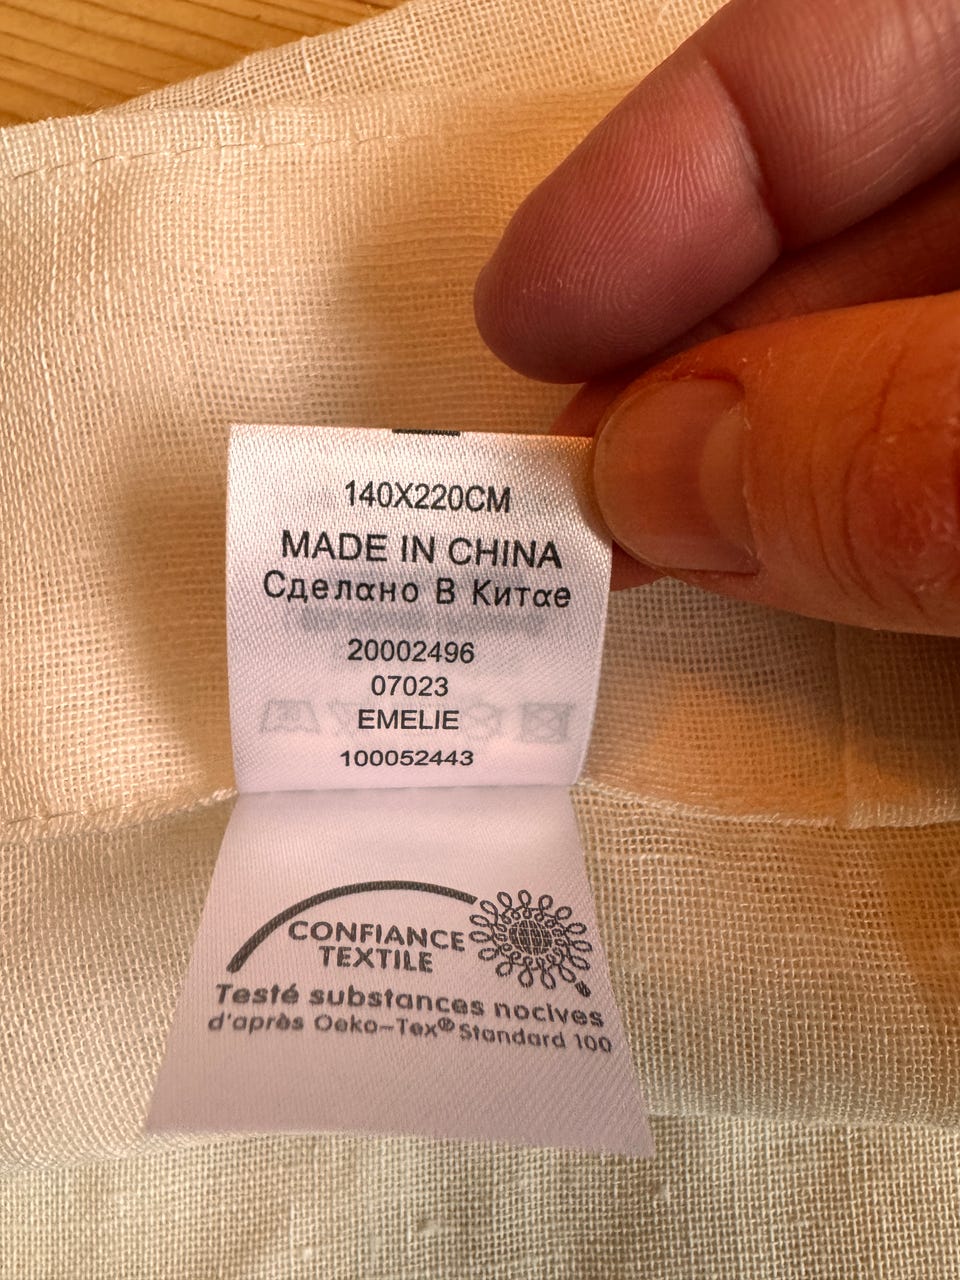 140X220CM
MADE IN CHINA
Сделано В Китае
20002496
07023
EMELIE
100052443
CONFIANCE
TEXTILE
Testé substances nocives
d'après Oeko-Tex® Standard 100